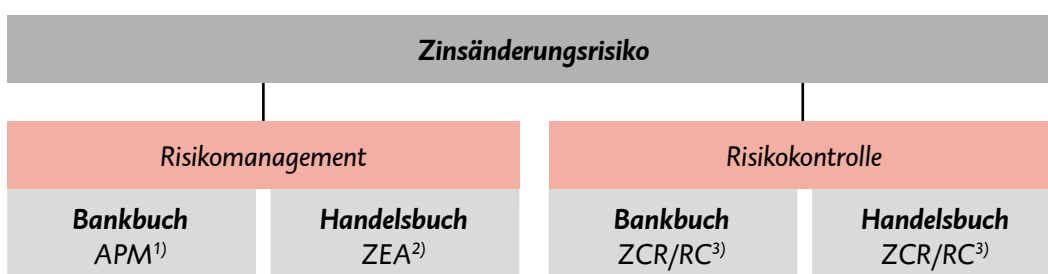 Zinsänderungsrisiko
Risikomanagement
Risikokontrolle
Bankbuch
APM¹⁾
Handelsbuch
ZEA²⁾
Bankbuch
ZCR/RC³⁾
Handelsbuch
ZCR/RC³⁾